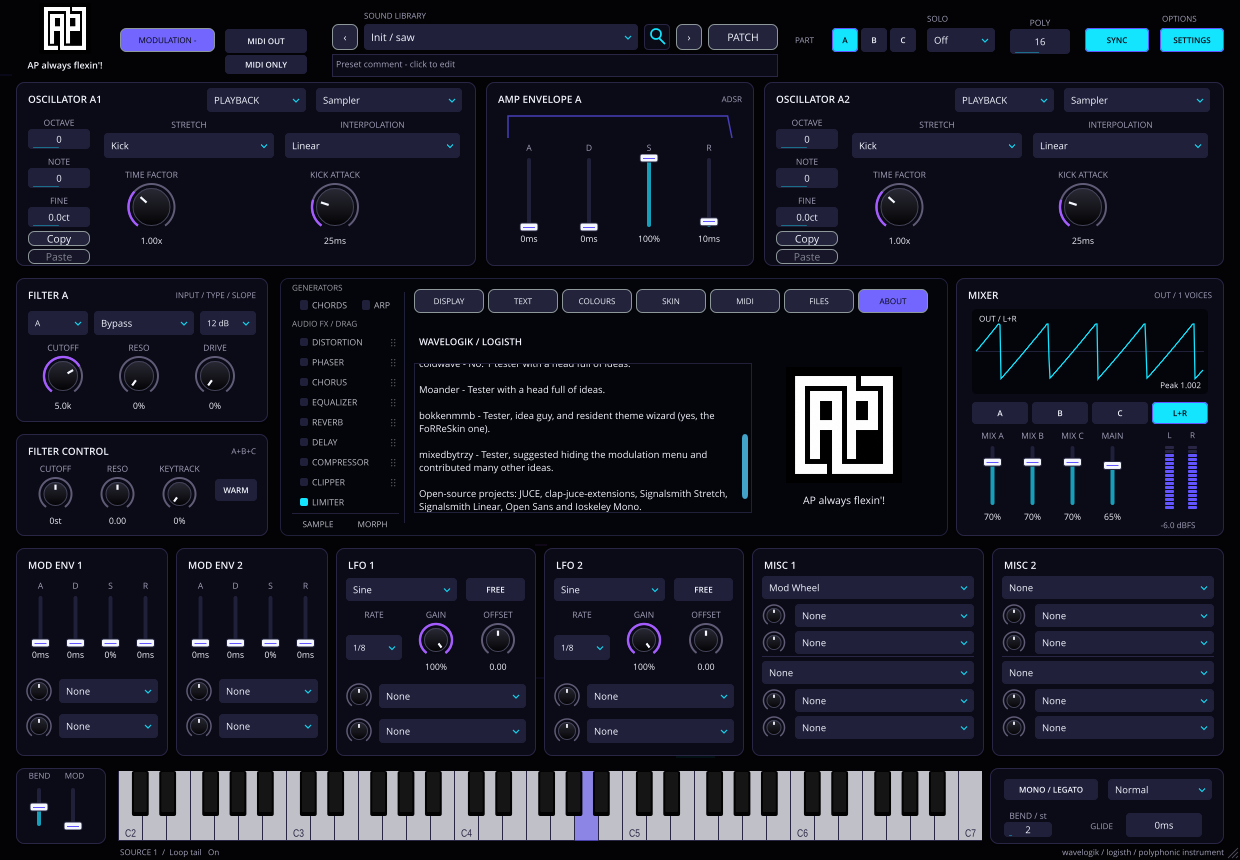 AP
AP always flexin'!
MODULATION -
MIDI OUT
MIDI ONLY
SOUND LIBRARY
‹
Init / saw
›
PATCH
Preset comment - click to edit
PART
A
B
C
SOLO
Off
POLY
16
SYNC
OPTIONS
SETTINGS
OSCILLATOR A1
PLAYBACK
Sampler
OCTAVE
0
NOTE
0
FINE
0.0ct
Copy
Paste
STRETCH
Kick
INTERPOLATION
Linear
TIME FACTOR
1.00x
KICK ATTACK
25ms
AMP ENVELOPE A
ADSR
A D S R
0ms 0ms 100% 10ms
OSCILLATOR A2
PLAYBACK
Sampler
OCTAVE
0
NOTE
0
FINE
0.0ct
Copy
Paste
STRETCH
Kick
INTERPOLATION
Linear
TIME FACTOR
1.00x
KICK ATTACK
25ms
FILTER A
INPUT / TYPE / SLOPE
A
Bypass
12 dB
CUTOFF RESO DRIVE
5.0k 0% 0%
FILTER CONTROL
A+B+C
CUTOFF RESO KEYTRACK
WARM
0st 0.00 0%
GENERATORS
CHORDS ARP
AUDIO FX / DRAG
DISTORTION
PHASER
CHORUS
EQUALIZER
REVERB
DELAY
COMPRESSOR
CLIPPER
LIMITER
SAMPLE MORPH
DISPLAY
TEXT
COLOURS
SKIN
MIDI
FILES
ABOUT
WAVELOGIK / LOGISTH
coldwave - No. 1 tester with a head full of ideas.
Moander - Tester with a head full of ideas.
bokkenmmb - Tester, idea guy, and resident theme wizard (yes, the
FoRReSkin one).
mixedbytrzy - Tester, suggested hiding the modulation menu and
contributed many other ideas.
Open-source projects: JUCE, clap-juce-extensions, Signalsmith Stretch,
Signalsmith Linear, Open Sans and Ioskeley Mono.
AP
AP always flexin'!
MIXER
OUT / 1 VOICES
OUT / L+R
Peak 1.002
A
B
C
L+R
MIX A MIX B MIX C MAIN L R
70% 70% 70% 65%
-6.0 dBFS
MOD ENV 1
A D S R
0ms 0ms 0% 0ms
None
None
MOD ENV 2
A D S R
0ms 0ms 0% 0ms
None
None
LFO 1
Sine
FREE
RATE GAIN OFFSET
1/8
100% 0.00
None
None
LFO 2
Sine
FREE
RATE GAIN OFFSET
1/8
100% 0.00
None
None
MISC 1
Mod Wheel
None
None
None
None
None
MISC 2
None
None
None
None
None
None
BEND MOD
C2 C3 C4 C5 C6 C7
MONO / LEGATO
Normal
BEND / st
2
GLIDE
0ms
SOURCE 1 / Loop tail On
wavelogik / logisth / polyphonic instrument